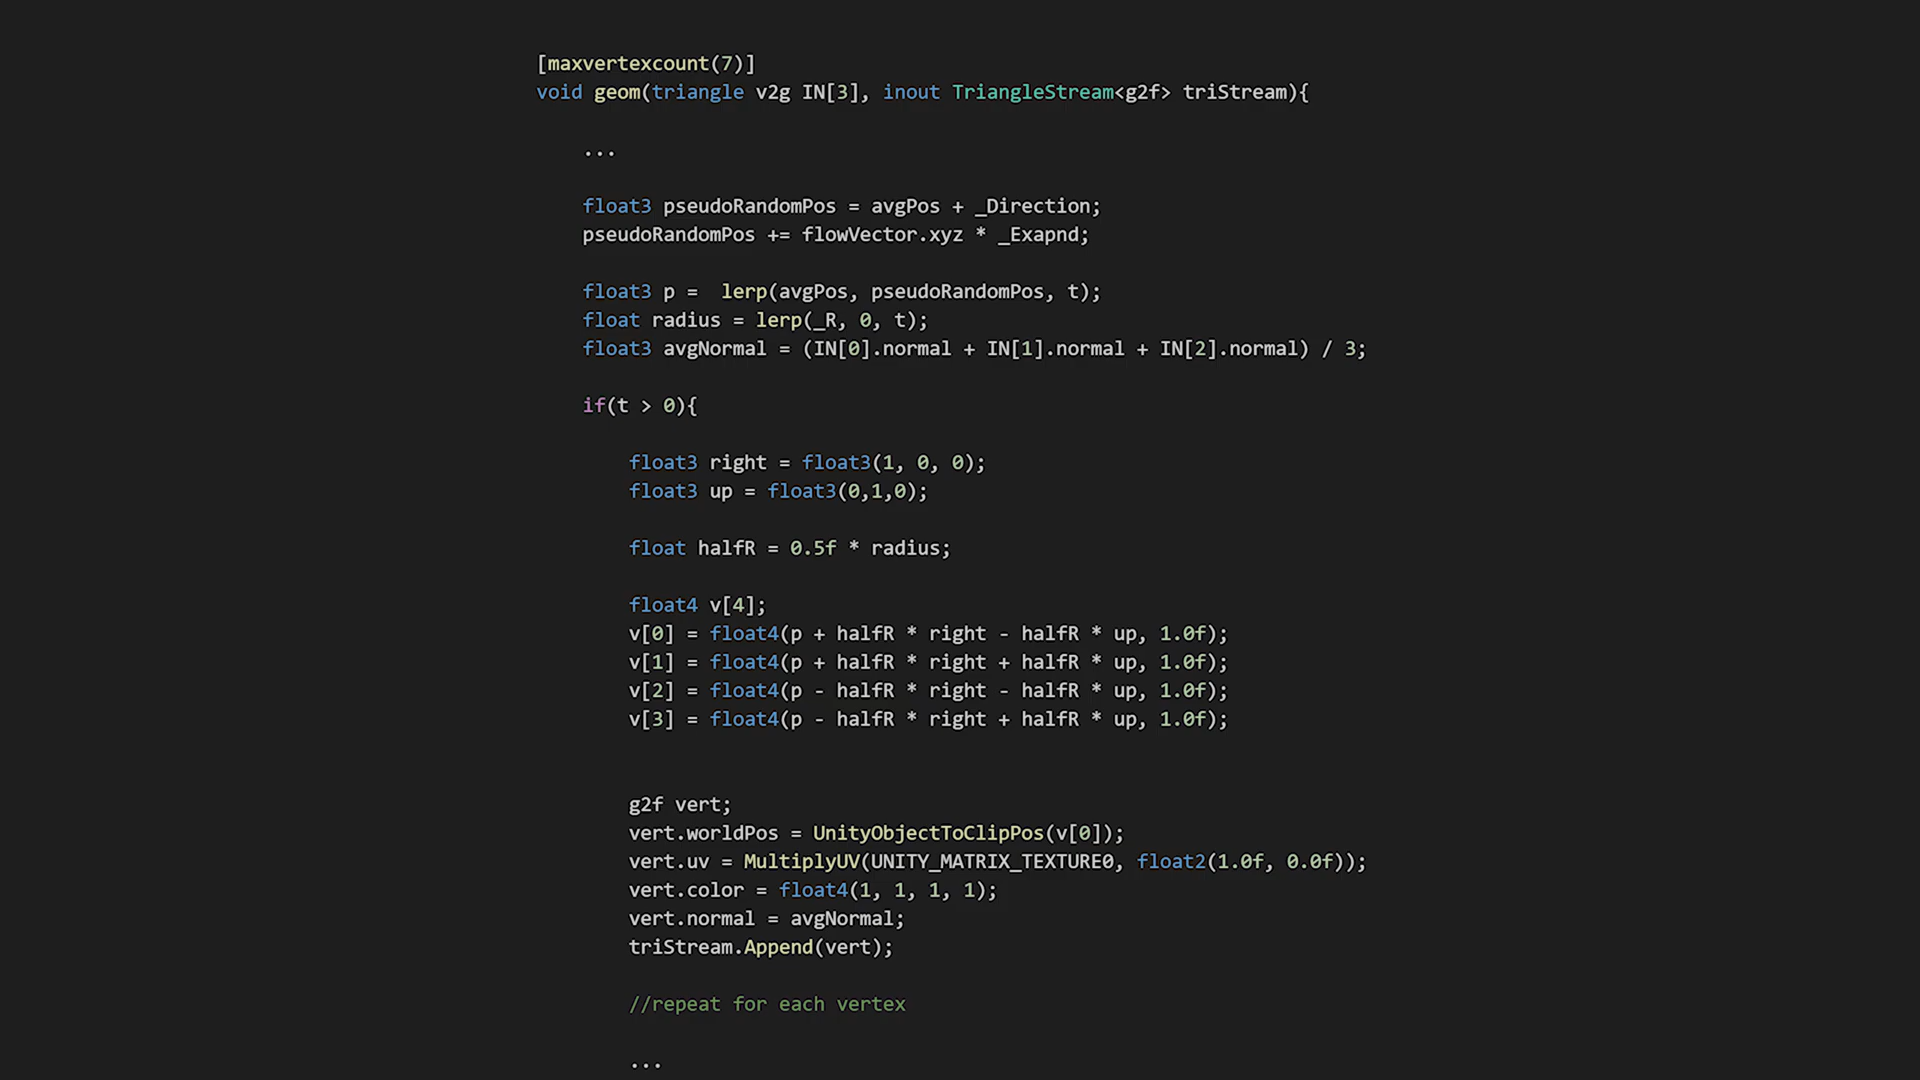 [maxvertexcount(7)]
void geom(triangle v2g IN[3], inout TriangleStream<g2f> triStream){
...
float3 pseudoRandomPos = avgPos + _Direction;
pseudoRandomPos += flowVector.xyz * _Exapnd;
float3 p =  lerp(avgPos, pseudoRandomPos, t);
float radius = lerp(_R, 0, t);
float3 avgNormal = (IN[0].normal + IN[1].normal + IN[2].normal) / 3;
if(t > 0){
float3 right = float3(1, 0, 0);
float3 up = float3(0,1,0);
float halfR = 0.5f * radius;
float4 v[4];
v[0] = float4(p + halfR * right - halfR * up, 1.0f);
v[1] = float4(p + halfR * right + halfR * up, 1.0f);
v[2] = float4(p - halfR * right - halfR * up, 1.0f);
v[3] = float4(p - halfR * right + halfR * up, 1.0f);
g2f vert;
vert.worldPos = UnityObjectToClipPos(v[0]);
vert.uv = MultiplyUV(UNITY_MATRIX_TEXTURE0, float2(1.0f, 0.0f));
vert.color = float4(1, 1, 1, 1);
vert.normal = avgNormal;
triStream.Append(vert);
//repeat for each vertex
...